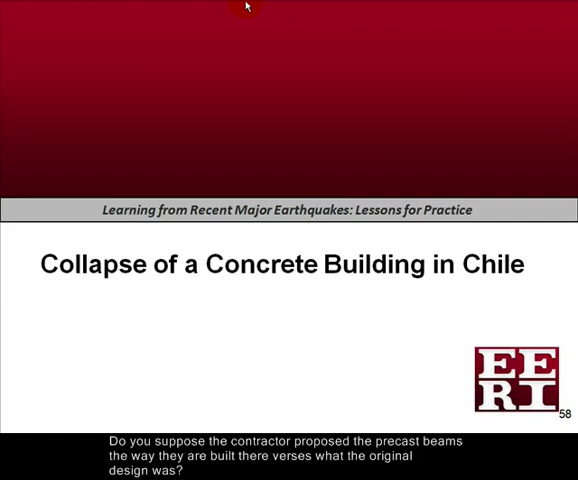 Learning from Recent Major Earthquakes: Lessons for Practice
Collapse of a Concrete Building in Chile
EE
RI
58
Do you suppose the contractor proposed the precast beams
the way they are built there verses what the original
design was?